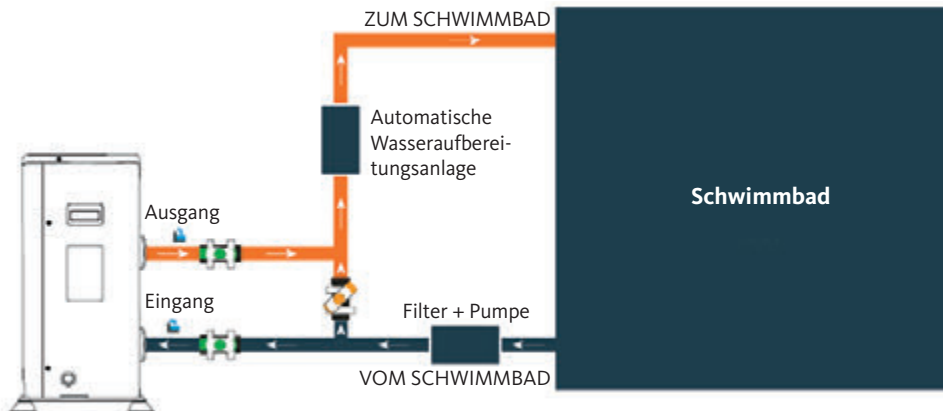 ZUM SCHWIMMBAD
Automatische
Wasseraufberei-
tungsanlage
Schwimmbad
Ausgang
Eingang
Filter + Pumpe
VOM SCHWIMMBAD